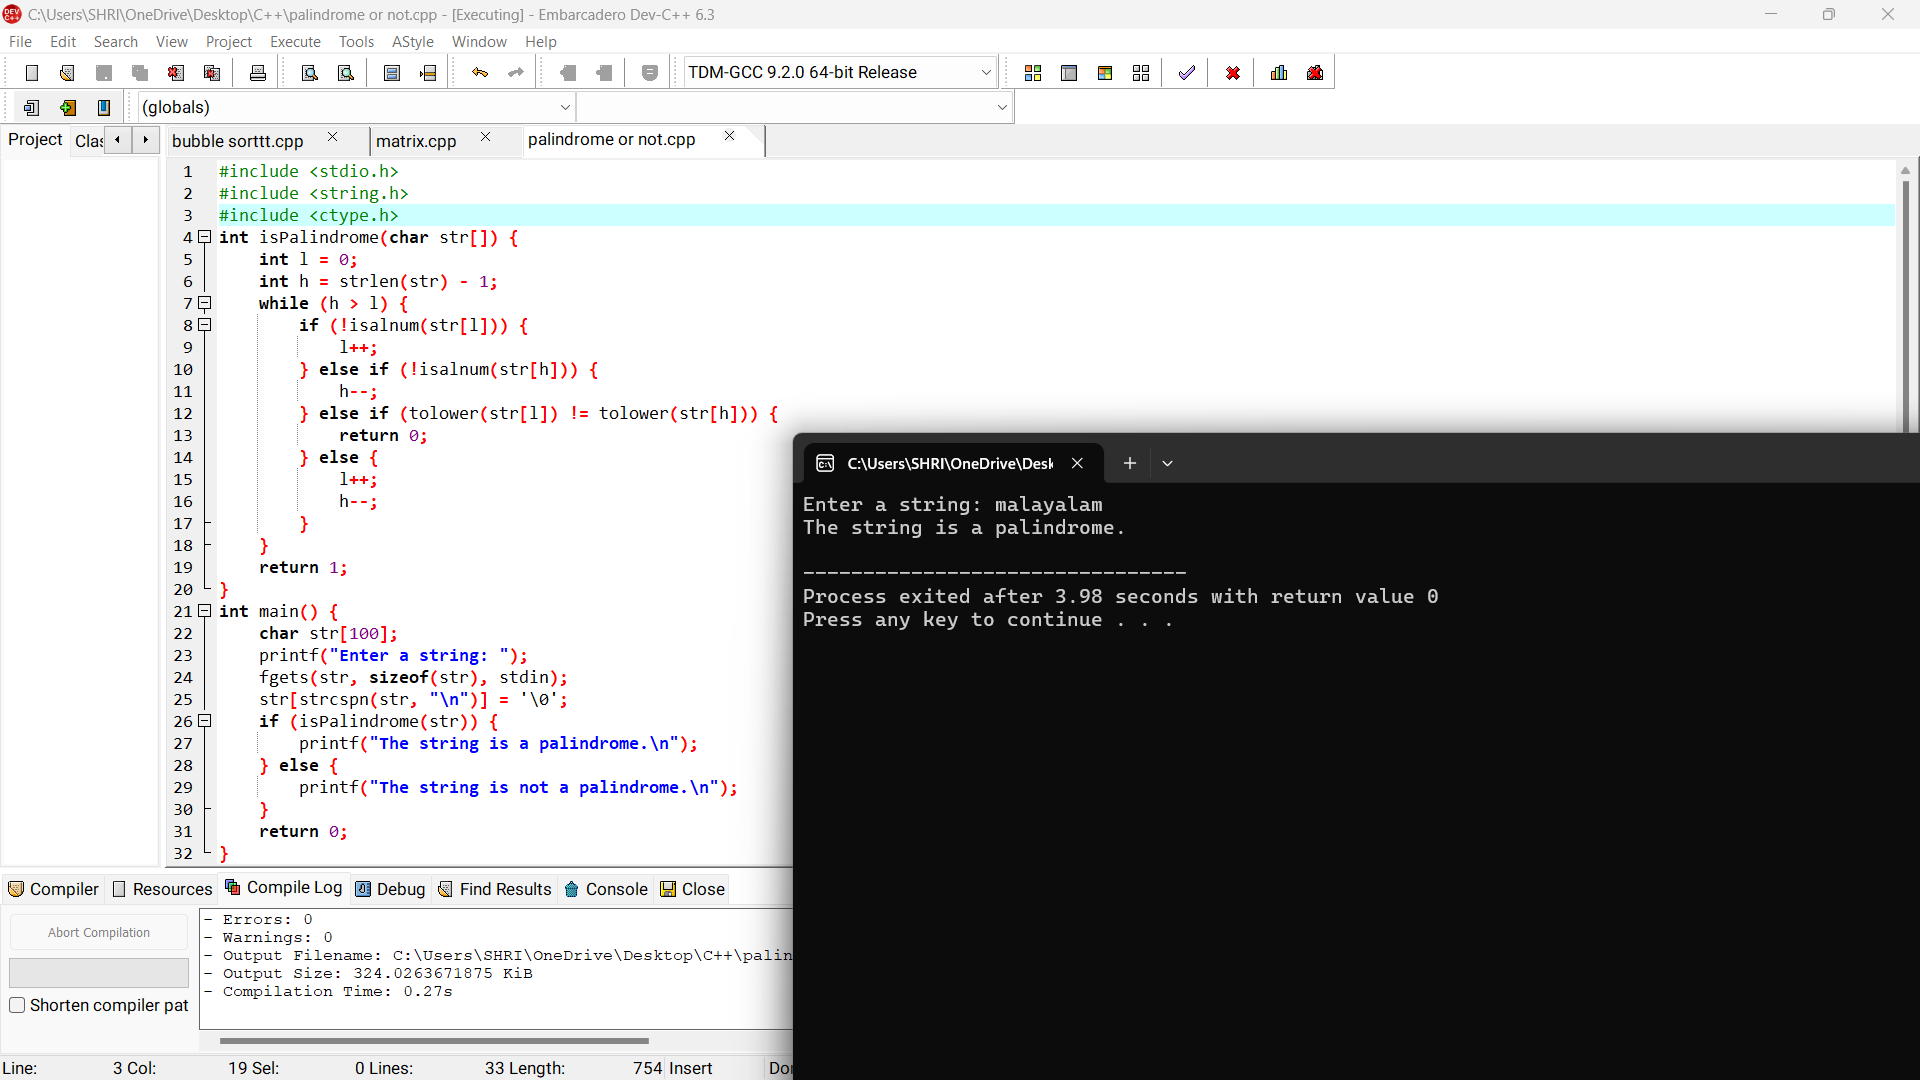 C:\Users\SHRI\OneDrive\Desktop\C++\palindrome or not.cpp - [Executing] - Embarcadero Dev-C++ 6.3
File Edit Search View Project Execute Tools AStyle Window Help
TDM-GCC 9.2.0 64-bit Release
(globals)
Project Clas bubble sorttt.cpp matrix.cpp palindrome or not.cpp
1 #include <stdio.h>
2 #include <string.h>
3 #include <ctype.h>
4 int isPalindrome(char str[]) {
5     int l = 0;
6     int h = strlen(str) - 1;
7     while (h > l) {
8         if (!isalnum(str[l])) {
9             l++;
10         } else if (!isalnum(str[h])) {
11             h--;
12         } else if (tolower(str[l]) != tolower(str[h])) {
13             return 0;
14         } else {
15             l++;
16             h--;
17         }
18     }
19     return 1;
20 }
21 int main() {
22     char str[100];
23     printf("Enter a string: ");
24     fgets(str, sizeof(str), stdin);
25     str[strcspn(str, "\n")] = '\0';
26     if (isPalindrome(str)) {
27         printf("The string is a palindrome.\n");
28     } else {
29         printf("The string is not a palindrome.\n");
30     }
31     return 0;
32 }
C:\Users\SHRI\OneDrive\Desk
Enter a string: malayalam
The string is a palindrome.
--------------------------------
Process exited after 3.98 seconds with return value 0
Press any key to continue . . .
Compiler Resources Compile Log Debug Find Results Console Close
Abort Compilation
Shorten compiler pat
- Errors: 0
- Warnings: 0
- Output Filename: C:\Users\SHRI\OneDrive\Desktop\C++\palin
- Output Size: 324.0263671875 KiB
- Compilation Time: 0.27s
Line: 3 Col: 19 Sel: 0 Lines: 33 Length: 754 Insert Don